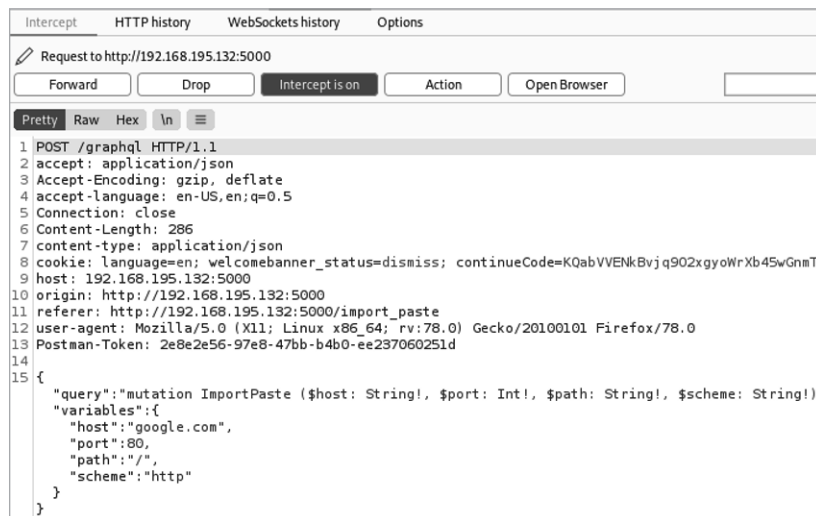 Intercept HTTP history WebSockets history Options
Request to http://192.168.195.132:5000
Forward Drop Intercept is on Action Open Browser
Pretty Raw Hex \n
1 POST /graphql HTTP/1.1
2 accept: application/json
3 Accept-Encoding: gzip, deflate
4 accept-language: en-US,en;q=0.5
5 Connection: close
6 Content-Length: 286
7 content-type: application/json
8 cookie: language=en; welcomebanner_status=dismiss; continueCode=KQabVVENkBvjq9O2xgyoWrXb45wGnmT
9 host: 192.168.195.132:5000
10 origin: http://192.168.195.132:5000
11 referer: http://192.168.195.132:5000/import_paste
12 user-agent: Mozilla/5.0 (X11; Linux x86_64; rv:78.0) Gecko/20100101 Firefox/78.0
13 Postman-Token: 2e8e2e56-97e8-47bb-b4b0-ee237060251d
14
15 {
"query":"mutation ImportPaste ($host: String!, $port: Int!, $path: String!, $scheme: String!)
"variables":{
"host":"google.com",
"port":80,
"path":"/",
"scheme":"http"
}
}